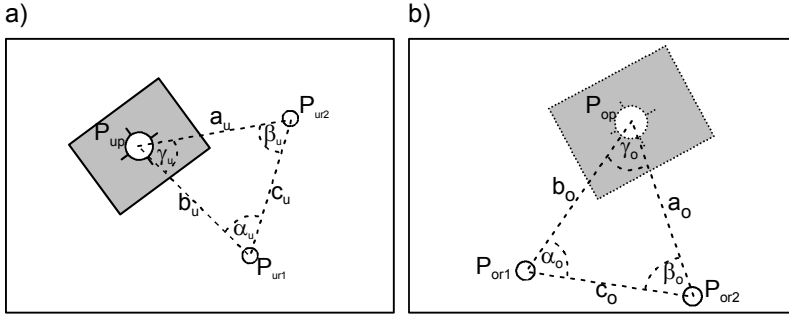 a) b)
P_ur2
a_u
P_up
β_u
γ_u
c_u
b_u
α_u
P_ur1
P_op
γ_o
b_o
a_o
P_or1
α_o
β_o
c_o
P_or2